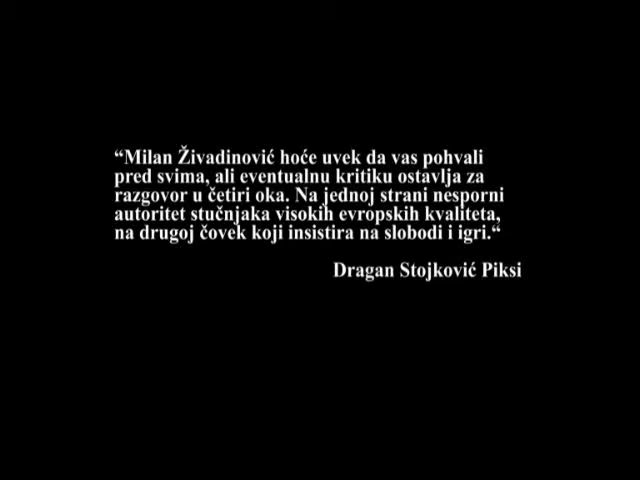 “Milan Živadinović hoće uvek da vas pohvali
pred svima, ali eventualnu kritiku ostavlja za
razgovor u četiri oka. Na jednoj strani nesporni
autoritet stučnjaka visokih evropskih kvaliteta,
na drugoj čovek koji insistira na slobodi i igri.“
Dragan Stojković Piksi